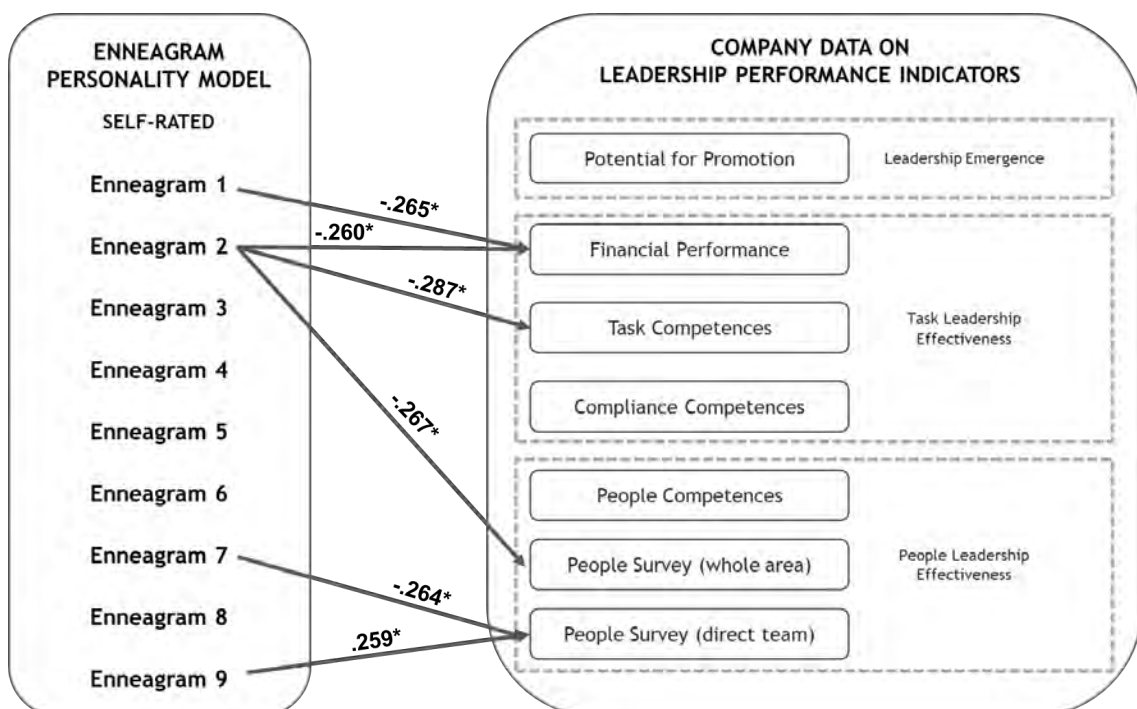 ENNEAGRAM
PERSONALITY MODEL
SELF-RATED
Enneagram 1
Enneagram 2
Enneagram 3
Enneagram 4
Enneagram 5
Enneagram 6
Enneagram 7
Enneagram 8
Enneagram 9
-.265*
-.260*
-.287*
-.267*
-.264*
.259*
COMPANY DATA ON
LEADERSHIP PERFORMANCE INDICATORS
Potential for Promotion
Leadership Emergence
Financial Performance
Task Competences
Compliance Competences
Task Leadership
Effectiveness
People Competences
People Survey (whole area)
People Survey (direct team)
People Leadership
Effectiveness